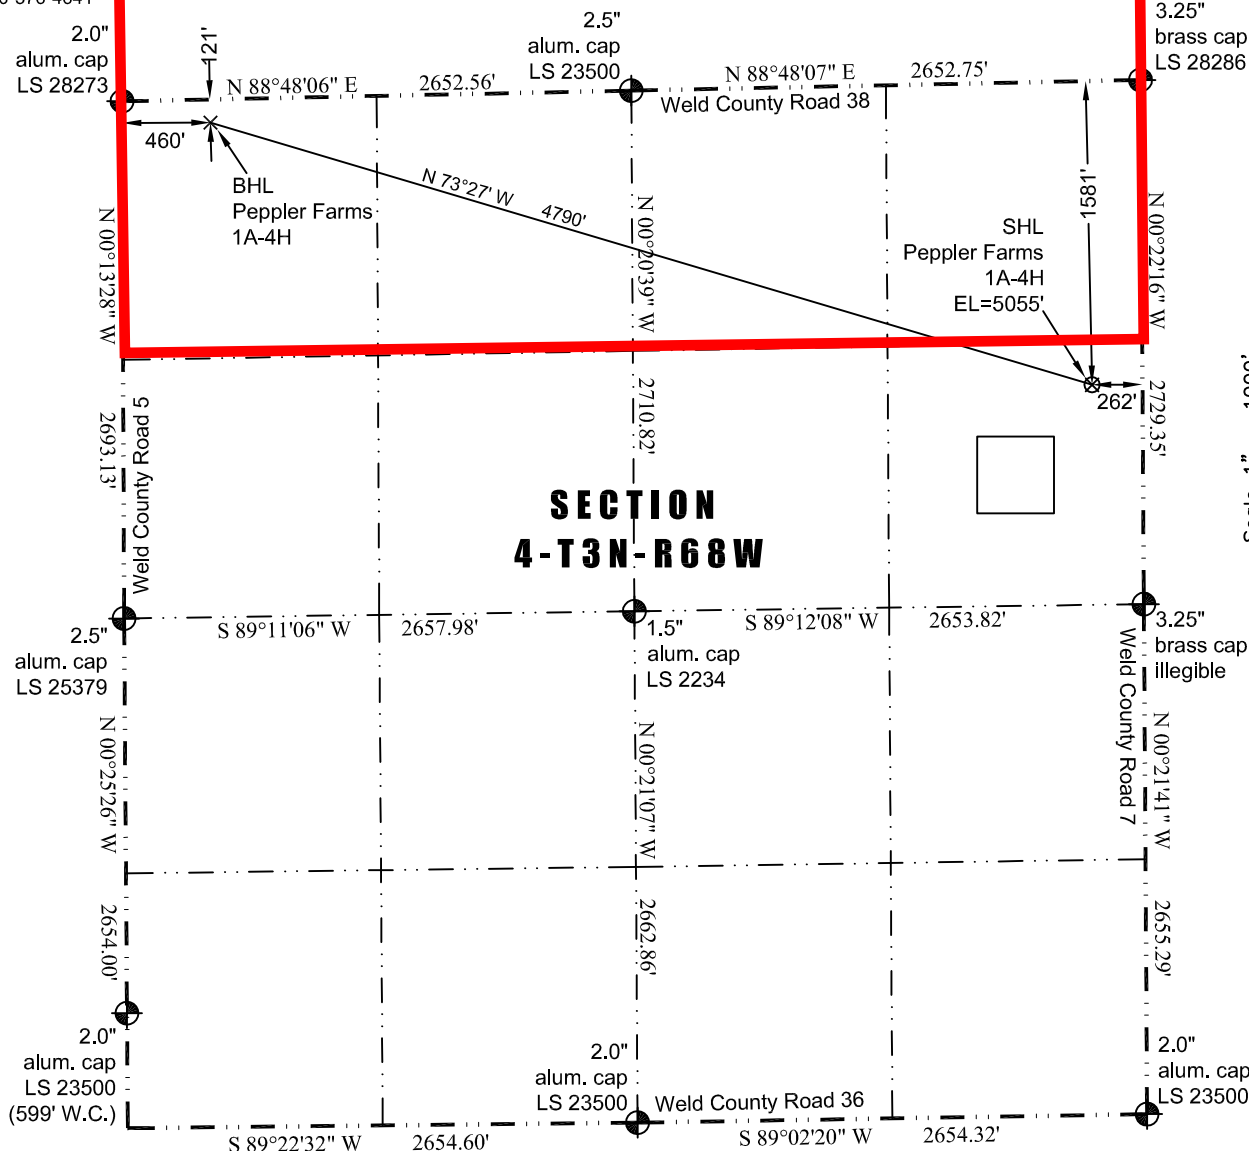 2.0"
alum. cap
LS 28273
121'
N 88°48'06" E
2652.56'
2.5"
alum. cap
LS 23500
N 88°48'07" E
2652.75'
Weld County Road 38
3.25"
brass cap
LS 28286
460'
BHL
Peppler Farms
1A-4H
N 73°27' W
4790'
SHL
Peppler Farms
1A-4H
EL=5055'
1581'
262'
N 00°13'28" W
2693.13'
Weld County Road 5
N 00°20'39" W
2710.82'
N 00°22'16" W
2729.35'
SECTION
4-T3N-R68W
2.5"
alum. cap
LS 25379
S 89°11'06" W
2657.98'
1.5"
alum. cap
LS 2234
S 89°12'08" W
2653.82'
3.25"
brass cap
illegible
Weld County Road 7
N 00°25'26" W
2654.00'
N 00°21'07" W
2662.86'
N 00°21'41" W
2655.29'
2.0"
alum. cap
LS 23500
(599' W.C.)
S 89°22'32" W
2654.60'
2.0"
alum. cap
LS 23500
Weld County Road 36
S 89°02'20" W
2654.32'
2.0"
alum. cap
LS 23500